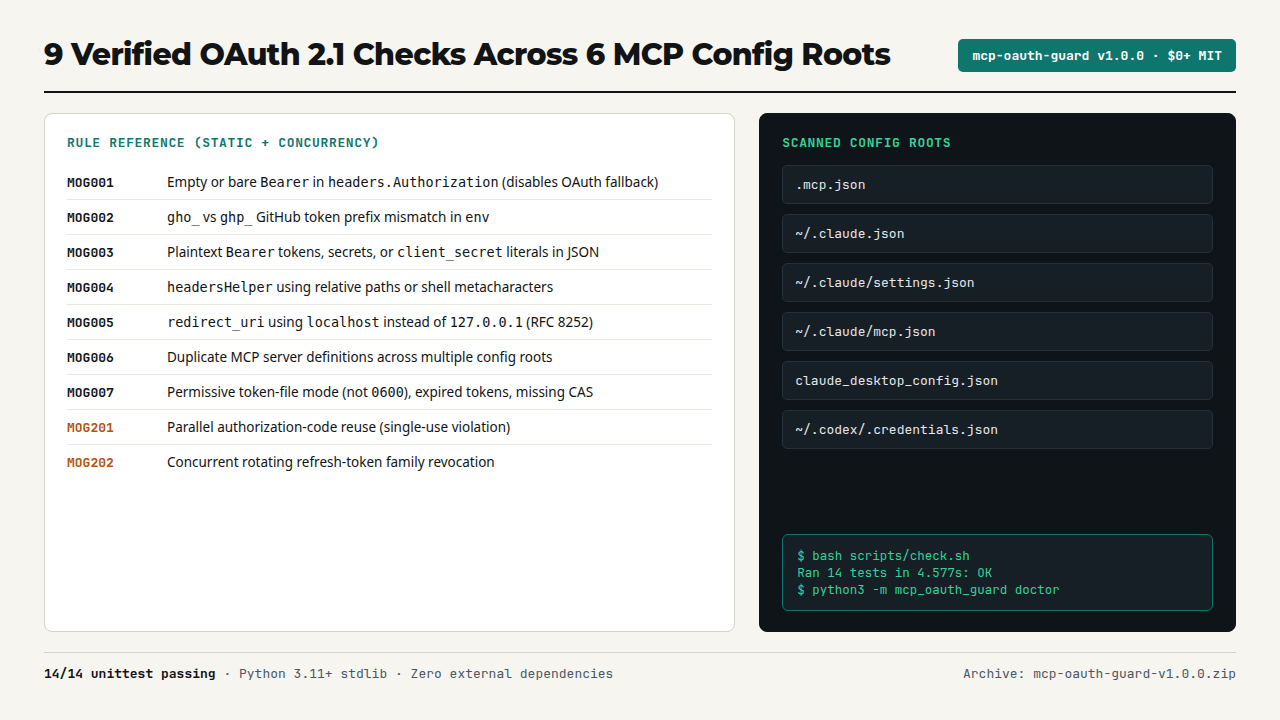 9 Verified OAuth 2.1 Checks Across 6 MCP Config Roots
mcp-oauth-guard v1.0.0 · $0+ MIT
RULE REFERENCE (STATIC + CONCURRENCY)
MOG001 Empty or bare Bearer in headers.Authorization (disables OAuth fallback)
MOG002 gho_ vs ghp_ GitHub token prefix mismatch in env
MOG003 Plaintext Bearer tokens, secrets, or client_secret literals in JSON
MOG004 headersHelper using relative paths or shell metacharacters
MOG005 redirect_uri using localhost instead of 127.0.0.1 (RFC 8252)
MOG006 Duplicate MCP server definitions across multiple config roots
MOG007 Permissive token-file mode (not 0600), expired tokens, missing CAS
MOG201 Parallel authorization-code reuse (single-use violation)
MOG202 Concurrent rotating refresh-token family revocation
SCANNED CONFIG ROOTS
.mcp.json
~/.claude.json
~/.claude/settings.json
~/.claude/mcp.json
claude_desktop_config.json
~/.codex/.credentials.json
$ bash scripts/check.sh
Ran 14 tests in 4.577s: OK
$ python3 -m mcp_oauth_guard doctor
14/14 unittest passing · Python 3.11+ stdlib · Zero external dependencies
Archive: mcp-oauth-guard-v1.0.0.zip